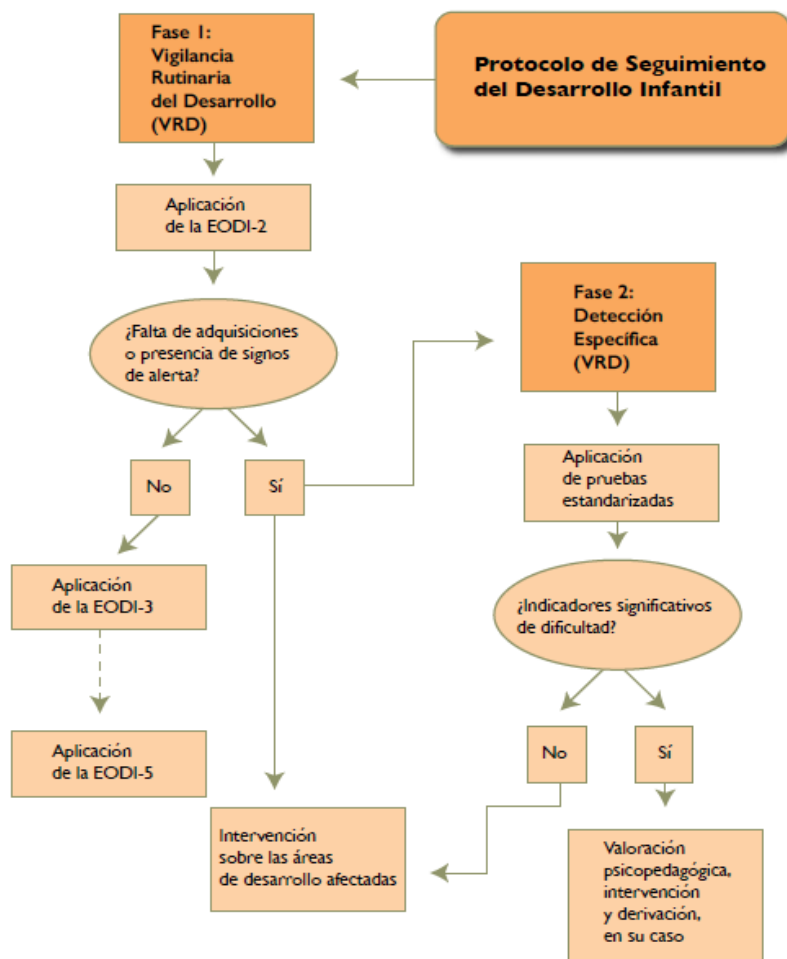 Protocolo de Seguimiento
del Desarrollo Infantil
Fase 1:
Vigilancia
Rutinaria
del Desarrollo
(VRD)
Aplicación
de la EODI-2
¿Falta de adquisiciones
o presencia de signos
de alerta?
No
Sí
Aplicación
de la EODI-3
Aplicación
de la EODI-5
Intervención
sobre las áreas
de desarrollo afectadas
Fase 2:
Detección
Específica
(VRD)
Aplicación
de pruebas
estandarizadas
¿Indicadores significativos
de dificultad?
No
Sí
Valoración
psicopedagógica,
intervención
y derivación,
en su caso